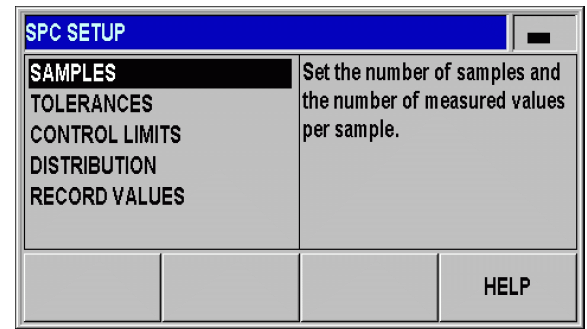 SPC SETUP
SAMPLES
TOLERANCES
CONTROL LIMITS
DISTRIBUTION
RECORD VALUES
Set the number of samples and
the number of measured values
per sample.
HELP